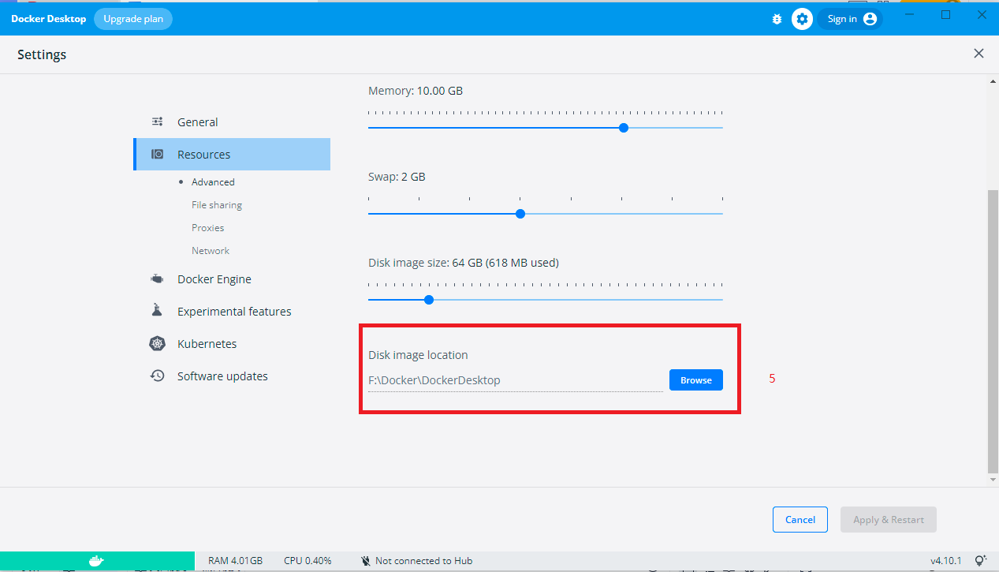 Docker Desktop Upgrade plan Sign in
Settings
Memory: 10.00 GB
General
Resources
Advanced
File sharing
Proxies
Network
Docker Engine
Experimental features
Kubernetes
Software updates
Swap: 2 GB
Disk image size: 64 GB (618 MB used)
Disk image location
F:\Docker\DockerDesktop Browse
5
Cancel Apply & Restart
RAM 4.01GB CPU 0.40% Not connected to Hub v4.10.1